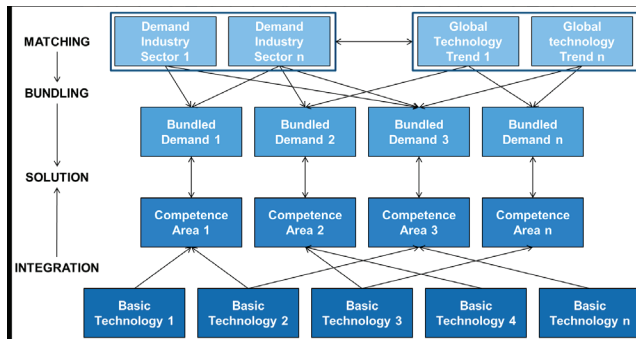 MATCHING
Demand
Industry
Sector 1
Demand
Industry
Sector n
Global
Technology
Trend 1
Global
technology
Trend n
BUNDLING
Bundled
Demand 1
Bundled
Demand 2
Bundled
Demand 3
Bundled
Demand n
SOLUTION
Competence
Area 1
Competence
Area 2
Competence
Area 3
Competence
Area n
INTEGRATION
Basic
Technology 1
Basic
Technology 2
Basic
Technology 3
Basic
Technology 4
Basic
Technology n